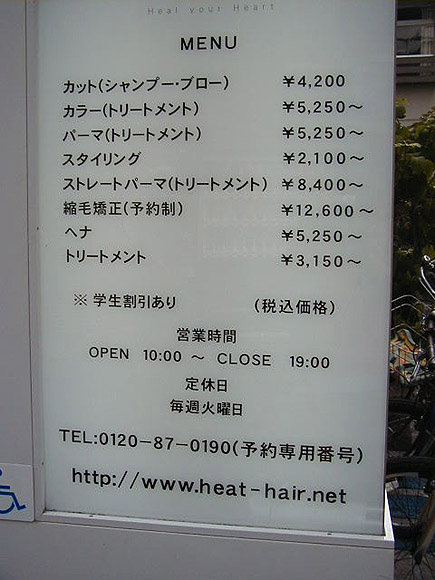 Heal your Heart
MENU
カット(シャンプー・ブロー) ￥4,200
カラー(トリートメント) ￥5,250～
パーマ(トリートメント) ￥5,250～
スタイリング ￥2,100～
ストレートパーマ(トリートメント) ￥8,400～
縮毛矯正(予約制) ￥12,600～
ヘナ ￥5,250～
トリートメント ￥3,150～
※ 学生割引あり (税込価格)
営業時間
OPEN 10:00 ～ CLOSE 19:00
定休日
毎週火曜日
TEL:0120-87-0190(予約専用番号)
http://www.heat-hair.net